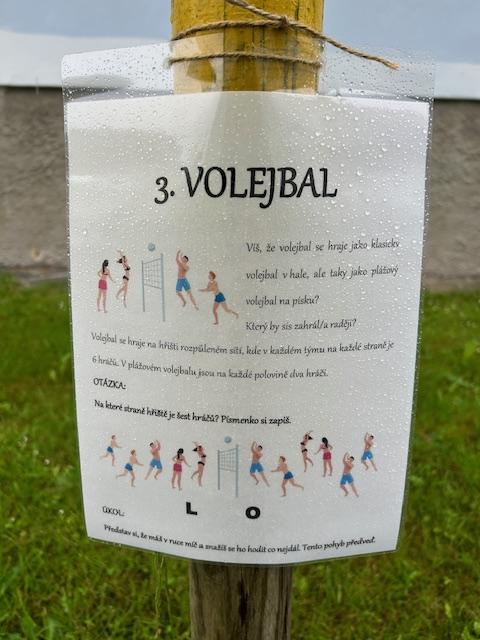 3. VOLEJBAL
Víš, že volejbal se hraje jako klasický
volejbal v hale, ale taky jako plážový
volejbal na písku?
Který by sis zahrál/a raději?
Volejbal se hraje na hřišti rozpůleném sítí, kde v každém týmu na každé straně je
6 hráčů. V plážovém volejbalu jsou na každé polovině dva hráči.
OTÁZKA:
Na které straně hřiště je šest hráčů? Písmenko si zapiš.
L O
ÚKOL:
Představ si, že máš v ruce míč a snažíš se ho hodit co nejdál. Tento pohyb předveď.